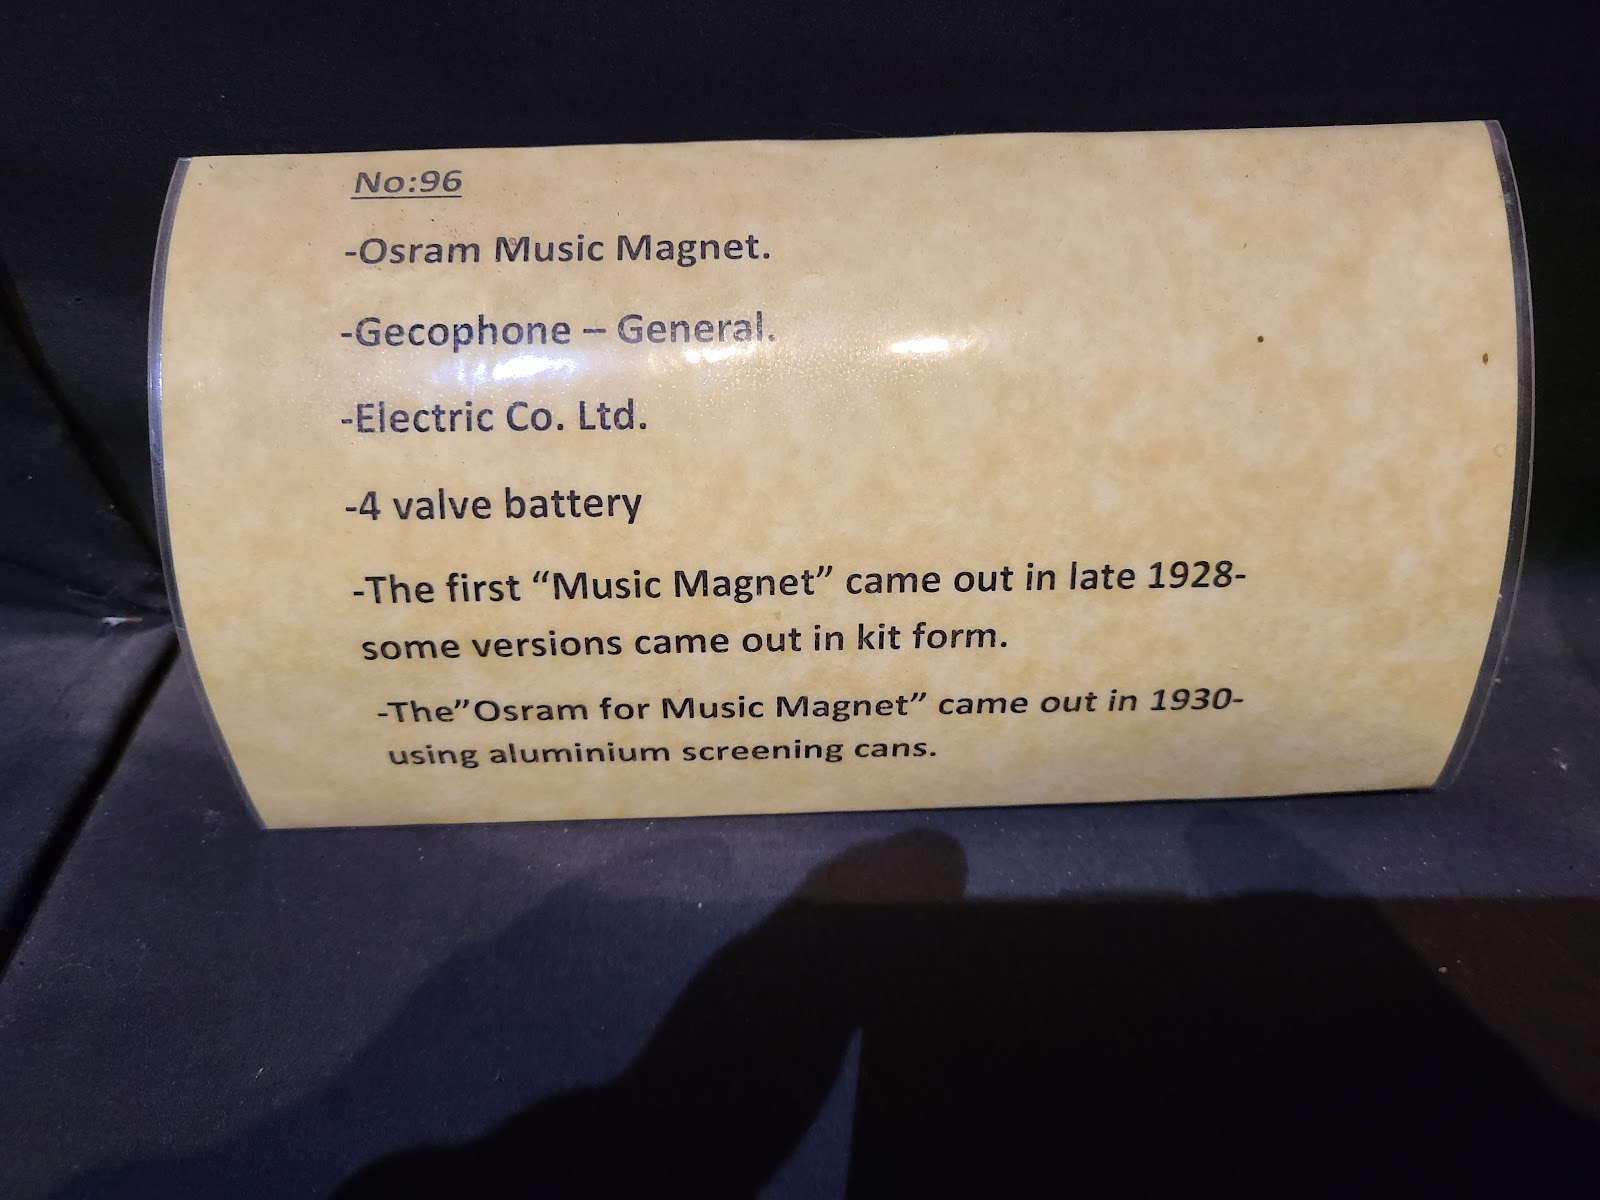 No:96
-Osram Music Magnet.
-Gecophone – General.
-Electric Co. Ltd.
-4 valve battery
-The first “Music Magnet” came out in late 1928-
some versions came out in kit form.
-The”Osram for Music Magnet” came out in 1930-
using aluminium screening cans.